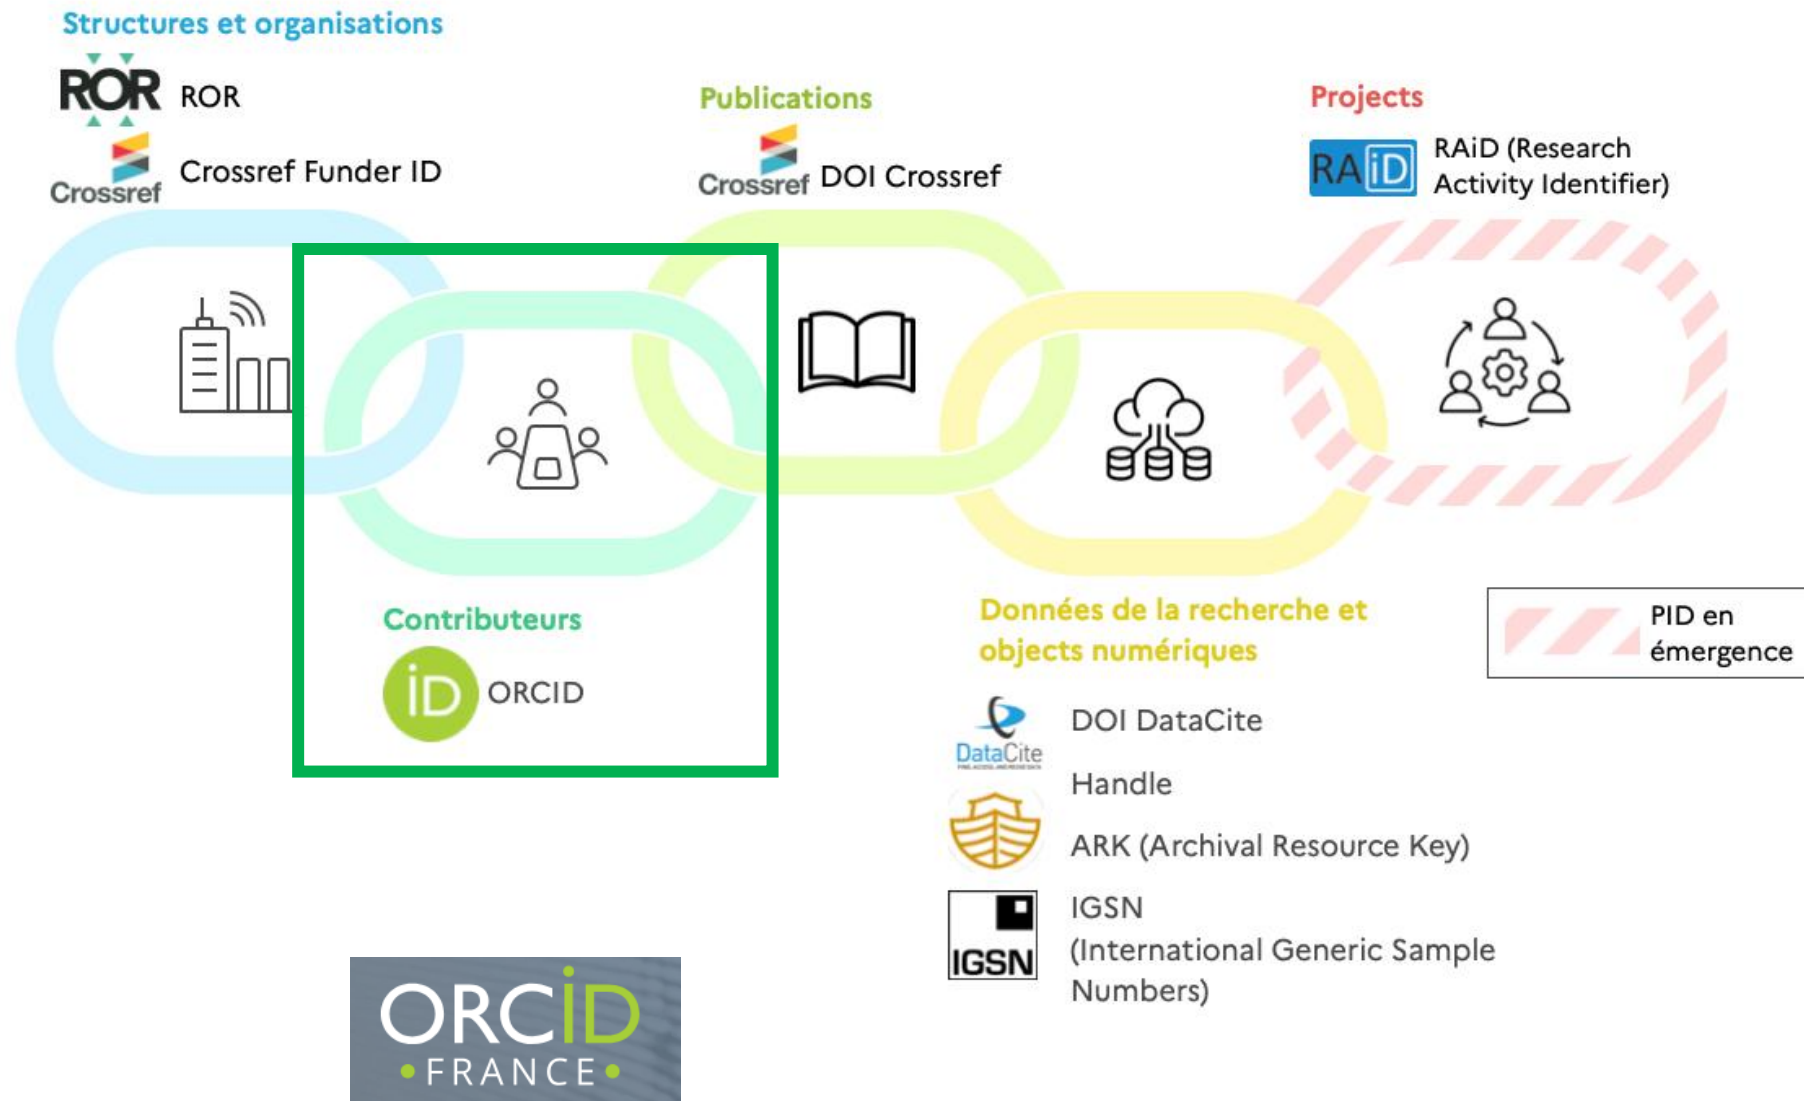 Structures et organisations
ROR
ROR
Crossref
Crossref Funder ID
Publications
Crossref
DOI Crossref
Projects
RAiD
RAiD (Research
Activity Identifier)
Contributeurs
iD
ORCID
Données de la recherche et
objects numériques
DataCite
DOI DataCite
Handle
ARK (Archival Resource Key)
IGSN
IGSN
(International Generic Sample
Numbers)
PID en
émergence
ORCiD
• FRANCE •